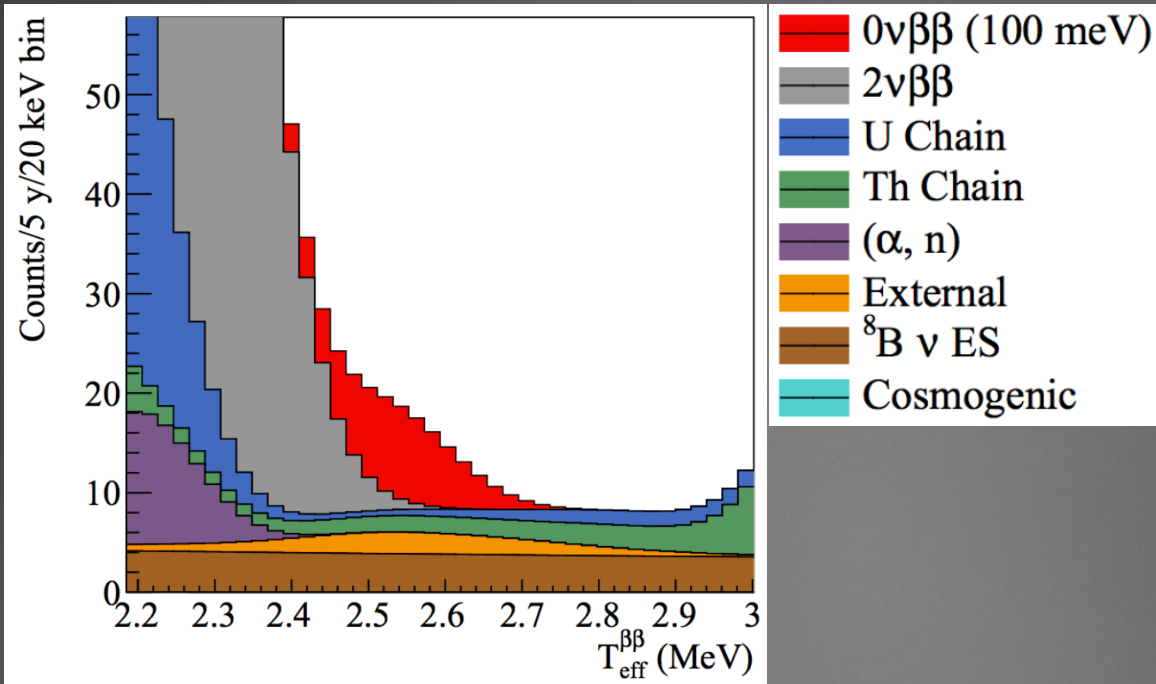 Counts/5 y/20 keV bin
50
40
30
20
10
0
2.2 2.3 2.4 2.5 2.6 2.7 2.8 2.9 3
T_eff^ββ (MeV)
0νββ (100 meV)
2νββ
U Chain
Th Chain
(α, n)
External
⁸B ν ES
Cosmogenic